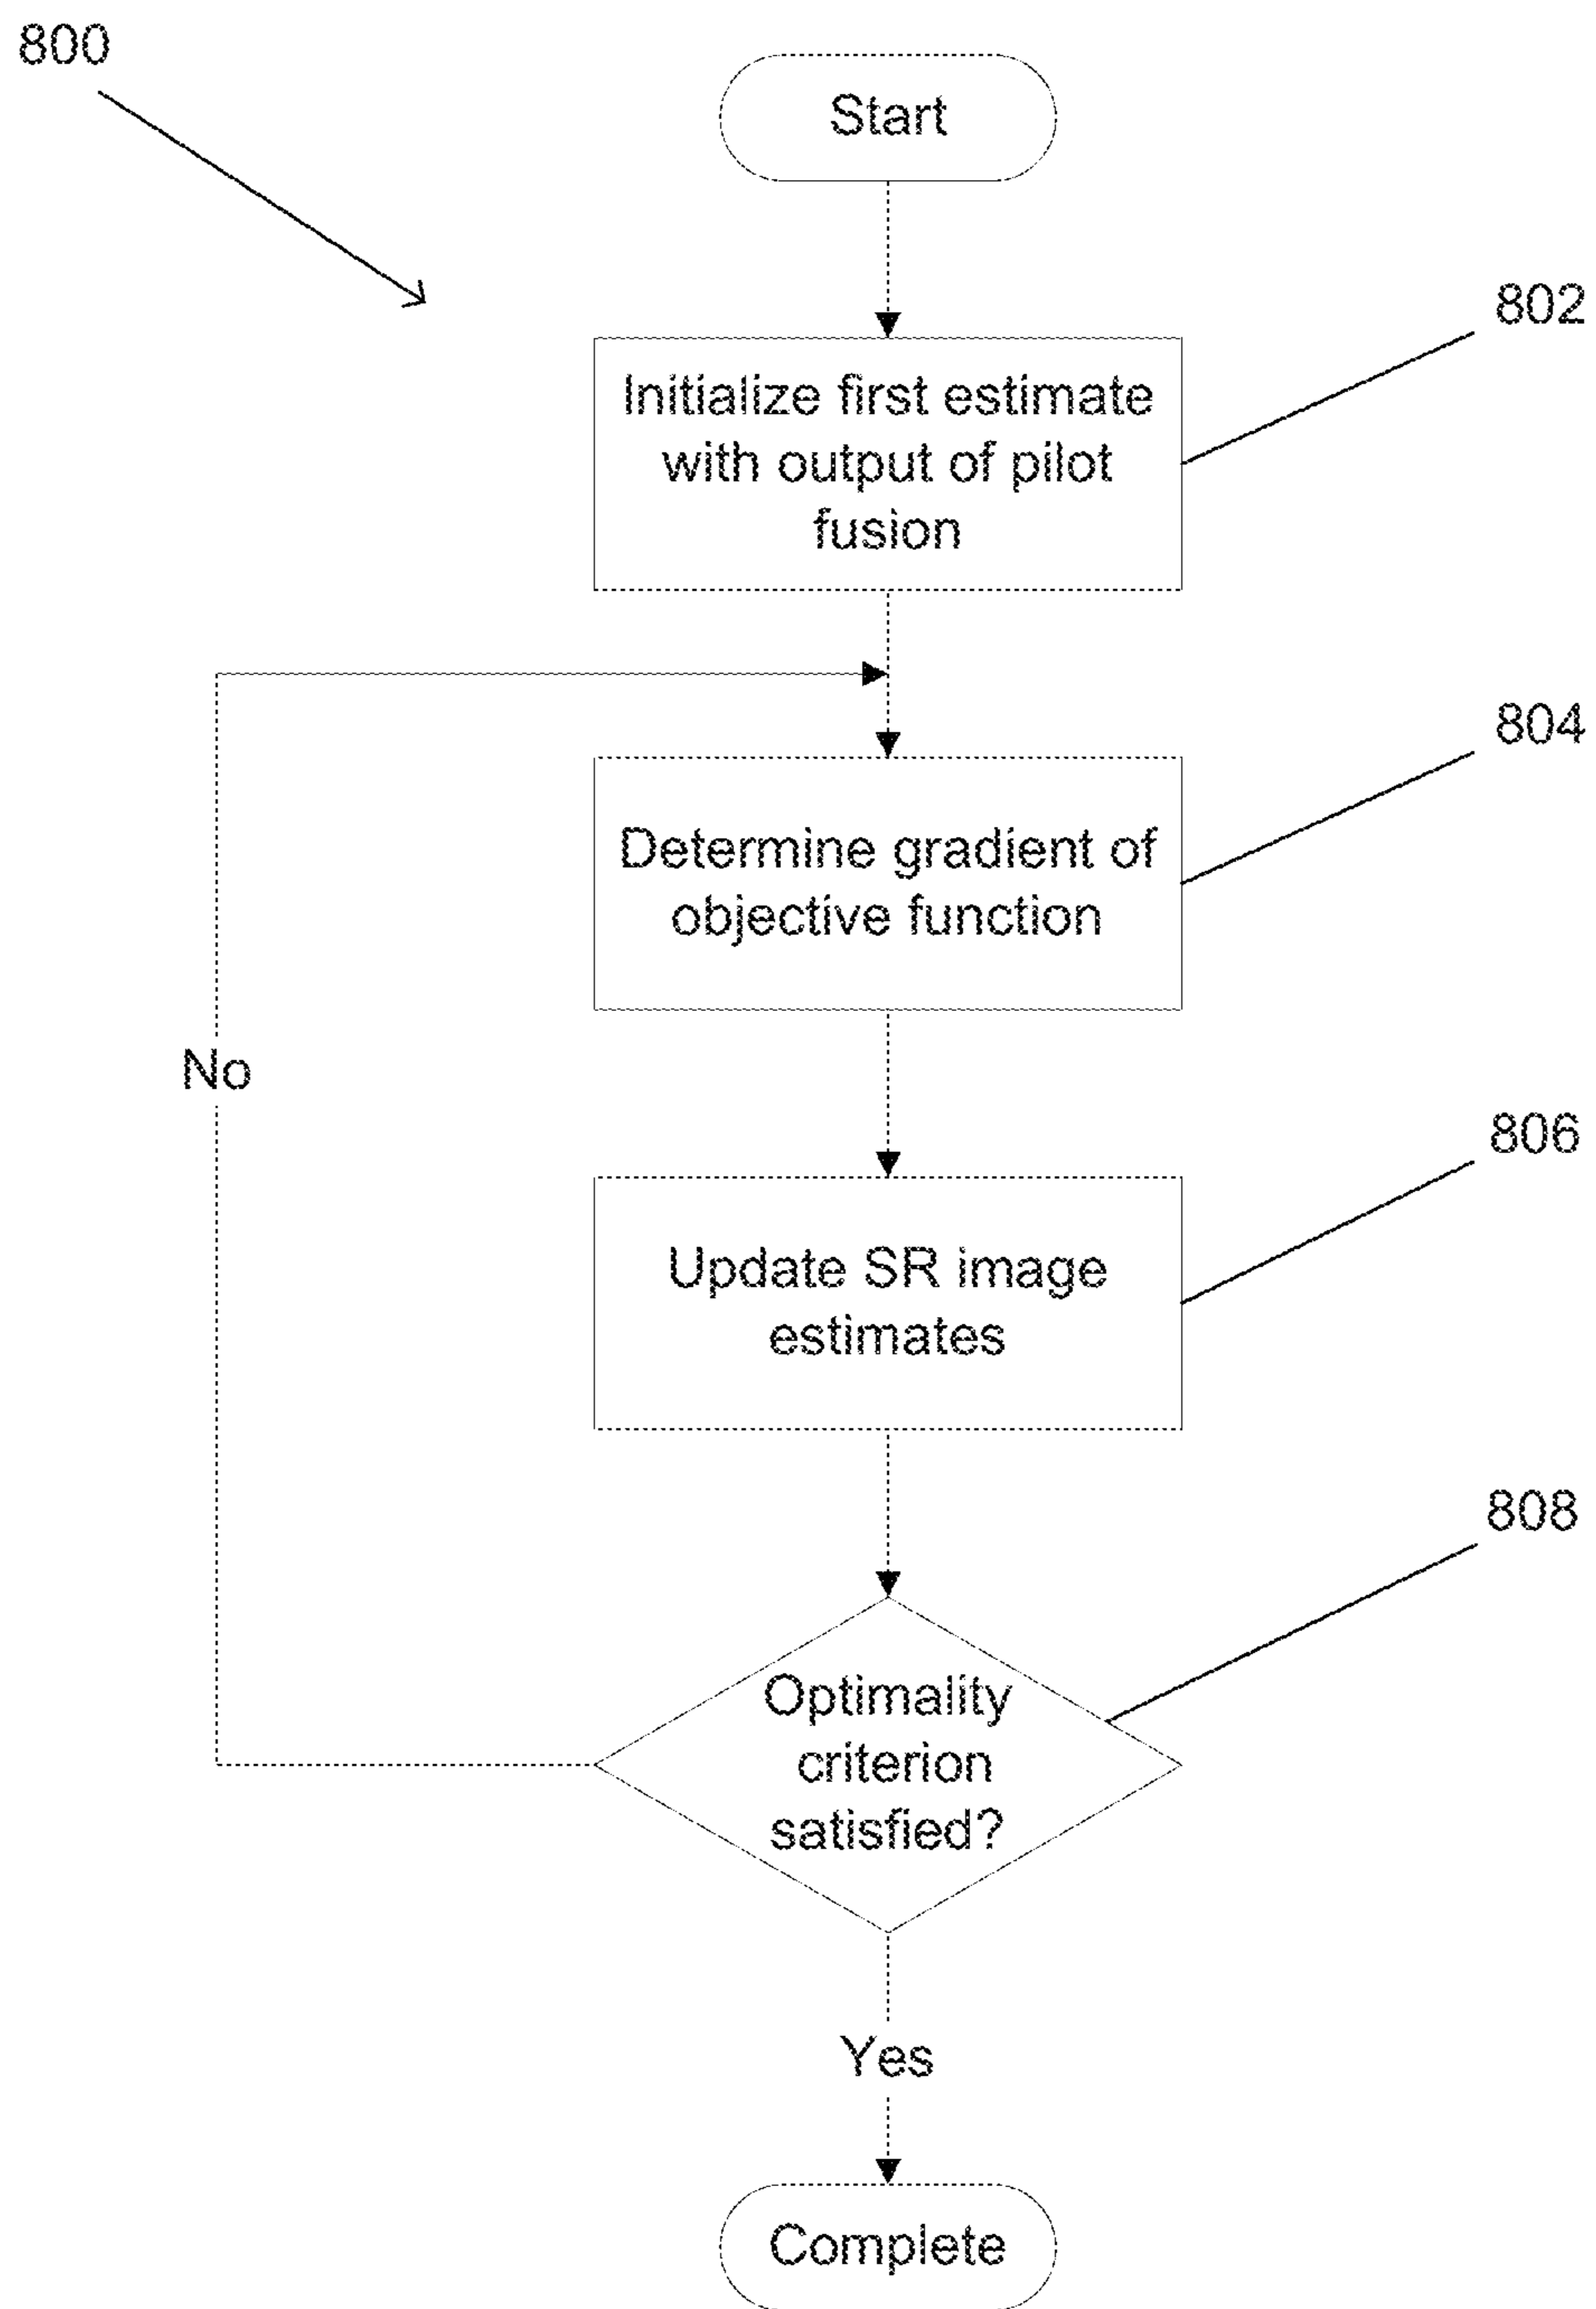 800
Start
802
Initialize first estimate
with output of pilot
fusion
804
Determine gradient of
objective function
No
806
Update SR image
estimates
808
Optimality
criterion
satisfied?
Yes
Complete